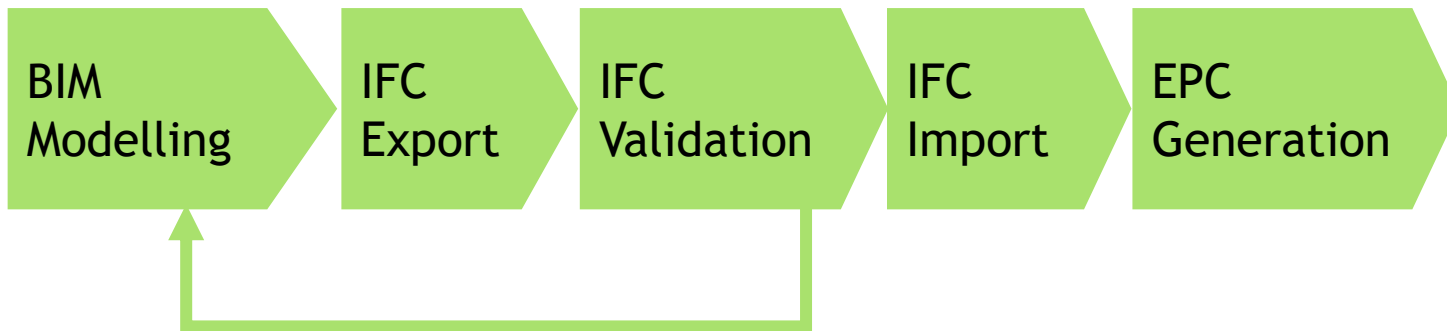 BIM
Modelling
IFC
Export
IFC
Validation
IFC
Import
EPC
Generation